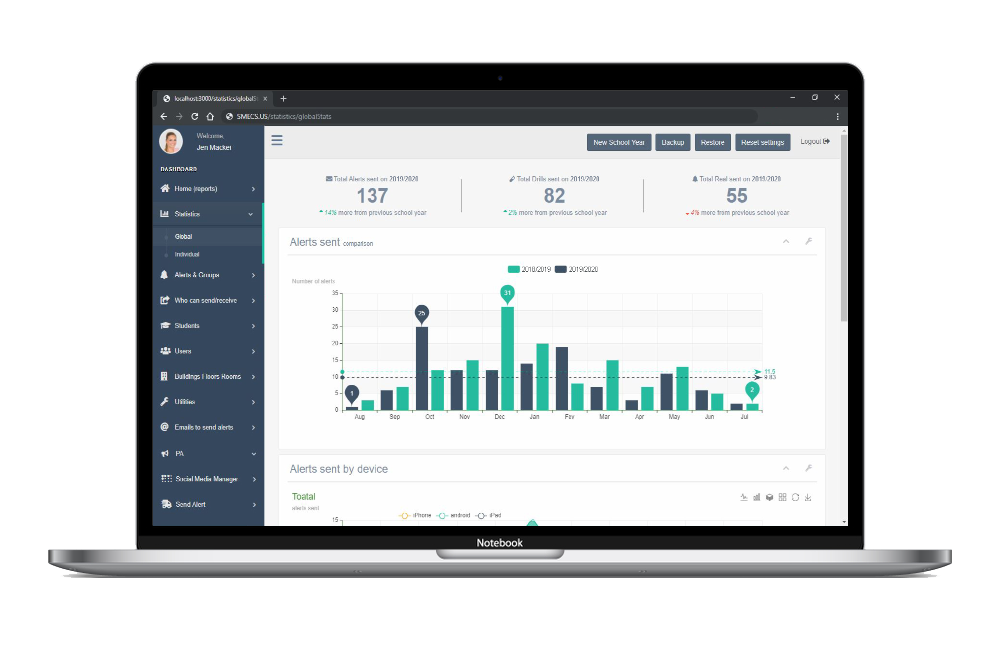 localhost:3000/statistics/globalSt
SMECS.US/statistics/globalStats
Welcome,
Jen Mackei
New School Year
Backup
Restore
Reset settings
Logout
DASHBOARD
Home (reports)
Statistics
Global
Individual
Alerts & Groups
Who can send/receive
Students
Users
Buildings Floors Rooms
Utilities
Emails to send alerts
PA
Social Media Manager
Send Alert
Total Alerts sent on 2019/2020
137
14% more from previous school year
Total Drills sent on 2019/2020
82
2% more from previous school year
Total Real sent on 2019/2020
55
4% more from previous school year
Alerts sent comparison
2018/2019 2019/2020
Number of alerts
35
30
25
20
15
10
5
0
1
25
31
2
11.5
9.83
Aug Sep Oct Nov Dec Jan Fev Mar Apr May Jun Jul
Alerts sent by device
Toatal
alerts sent
iPhone android iPad
15
Notebook